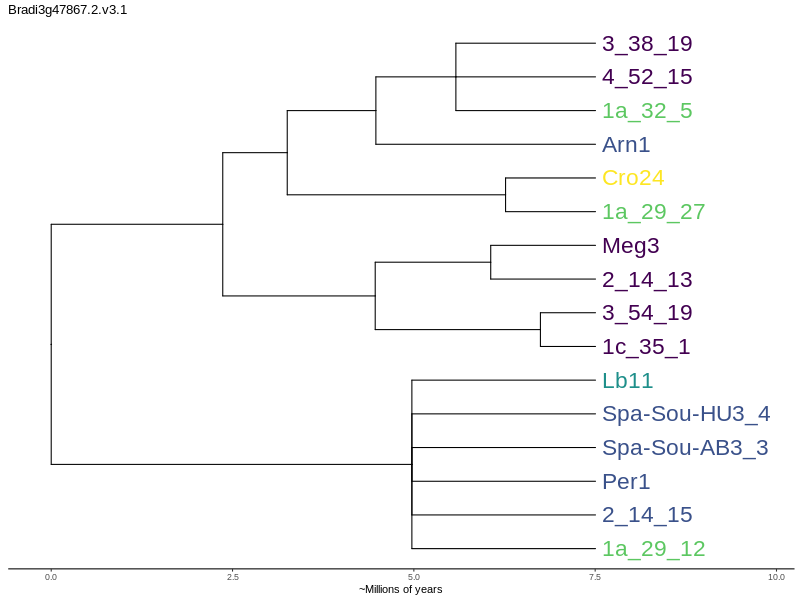 Bradi3g47867.2.v3.1
3_38_19
4_52_15
1a_32_5
Arn1
Cro24
1a_29_27
Meg3
2_14_13
3_54_19
1c_35_1
Lb11
Spa-Sou-HU3_4
Spa-Sou-AB3_3
Per1
2_14_15
1a_29_12
0.0 2.5 5.0 7.5 10.0
~Millions of years